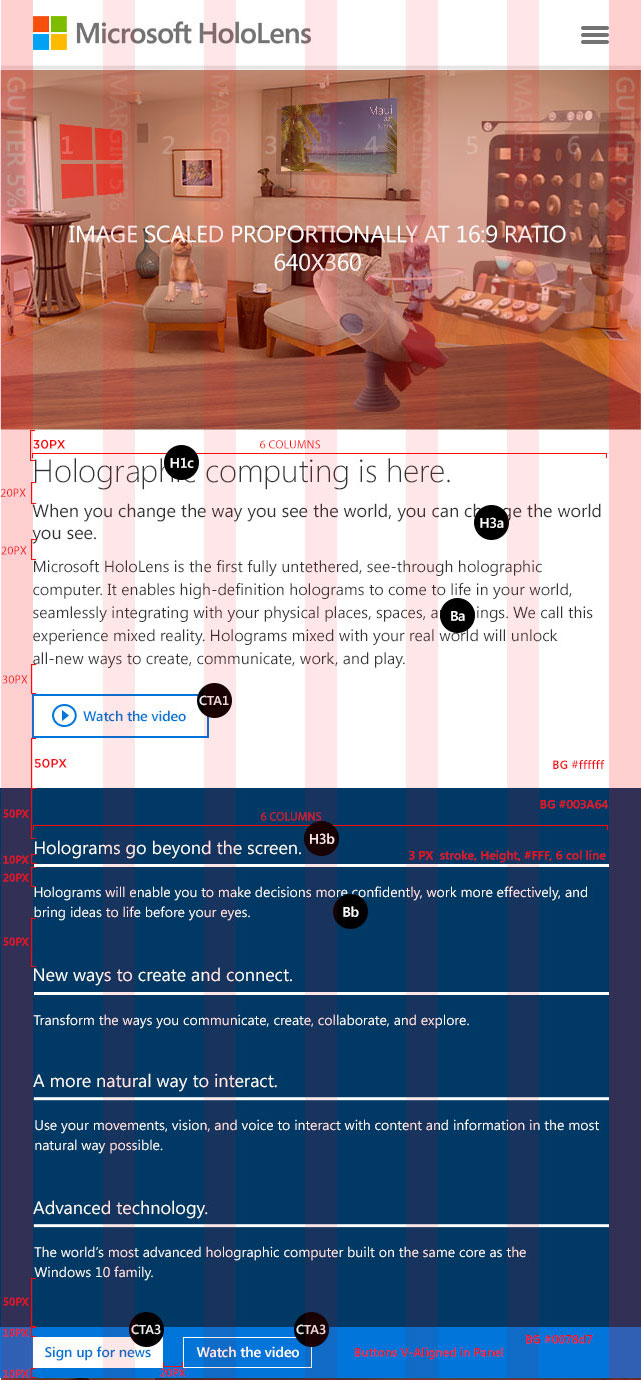 Microsoft HoloLens
GUTTER 5%
MARGIN 5%
MARGIN 5%
MARGIN 5%
MARGIN 5%
MARGIN 5%
GUTTER 5%
1 2 3 4 5 6
Maui
IMAGE SCALED PROPORTIONALLY AT 16:9 RATIO
640X360
30PX
6 COLUMNS
H1c
Holographic computing is here.
20PX
When you change the way you see the world, you can change the world
H3a
you see.
20PX
Microsoft HoloLens is the first fully untethered, see-through holographic
computer. It enables high-definition holograms to come to life in your world,
seamlessly integrating with your physical places, spaces, and things. We call this
Ba
experience mixed reality. Holograms mixed with your real world will unlock
all-new ways to create, communicate, work, and play.
30PX
CTA1
Watch the video
50PX
BG #ffffff
BG #003A64
50PX
6 COLUMNS
H3b
Holograms go beyond the screen.
10PX
3 PX stroke, Height, #FFF, 6 col line
20PX
Holograms will enable you to make decisions more confidently, work more effectively, and
bring ideas to life before your eyes.
Bb
50PX
New ways to create and connect.
Transform the ways you communicate, create, collaborate, and explore.
A more natural way to interact.
Use your movements, vision, and voice to interact with content and information in the most
natural way possible.
Advanced technology.
The world's most advanced holographic computer built on the same core as the
Windows 10 family.
50PX
CTA3
CTA3
10PX
BG #0078d7
Sign up for news
Watch the video
Buttons V-Aligned in Panel
10PX
20PX